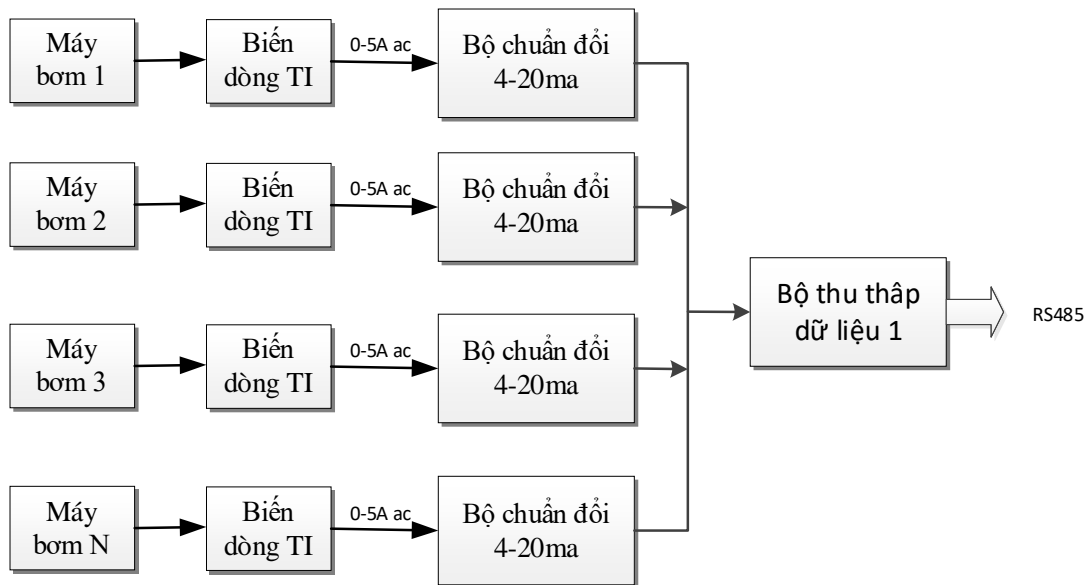 Máy
bơm 1
Biến
dòng TI
0-5A ac
Bộ chuẩn đổi
4-20ma
Máy
bơm 2
Biến
dòng TI
0-5A ac
Bộ chuẩn đổi
4-20ma
Bộ thu thâp
dữ liệu 1
RS485
Máy
bơm 3
Biến
dòng TI
0-5A ac
Bộ chuẩn đổi
4-20ma
Máy
bơm N
Biến
dòng TI
0-5A ac
Bộ chuẩn đổi
4-20ma